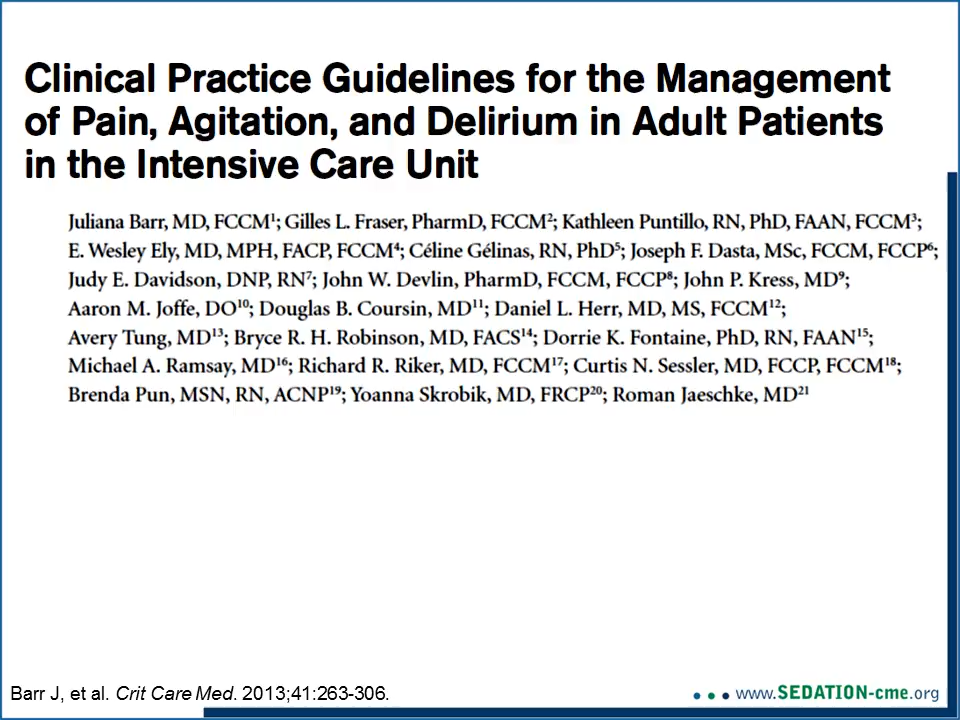 Clinical Practice Guidelines for the Management
of Pain, Agitation, and Delirium in Adult Patients
in the Intensive Care Unit
Juliana Barr, MD, FCCM¹; Gilles L. Fraser, PharmD, FCCM²; Kathleen Puntillo, RN, PhD, FAAN, FCCM³;
E. Wesley Ely, MD, MPH, FACP, FCCM⁴; Céline Gélinas, RN, PhD⁵; Joseph F. Dasta, MSc, FCCM, FCCP⁶;
Judy E. Davidson, DNP, RN⁷; John W. Devlin, PharmD, FCCM, FCCP⁸; John P. Kress, MD⁹;
Aaron M. Joffe, DO¹⁰; Douglas B. Coursin, MD¹¹; Daniel L. Herr, MD, MS, FCCM¹²;
Avery Tung, MD¹³; Bryce R. H. Robinson, MD, FACS¹⁴; Dorrie K. Fontaine, PhD, RN, FAAN¹⁵;
Michael A. Ramsay, MD¹⁶; Richard R. Riker, MD, FCCM¹⁷; Curtis N. Sessler, MD, FCCP, FCCM¹⁸;
Brenda Pun, MSN, RN, ACNP¹⁹; Yoanna Skrobik, MD, FRCP²⁰; Roman Jaeschke, MD²¹
Barr J, et al. Crit Care Med. 2013;41:263-306.
www.SEDATION-cme.org